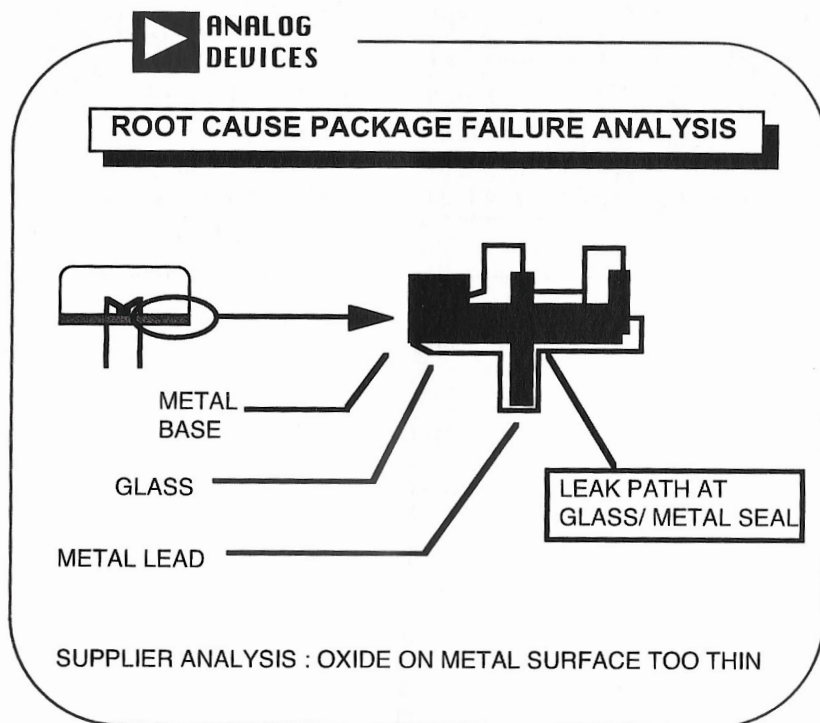 ANALOG
DEVICES
ROOT CAUSE PACKAGE FAILURE ANALYSIS
METAL
BASE
GLASS
METAL LEAD
LEAK PATH AT
GLASS/ METAL SEAL
SUPPLIER ANALYSIS : OXIDE ON METAL SURFACE TOO THIN